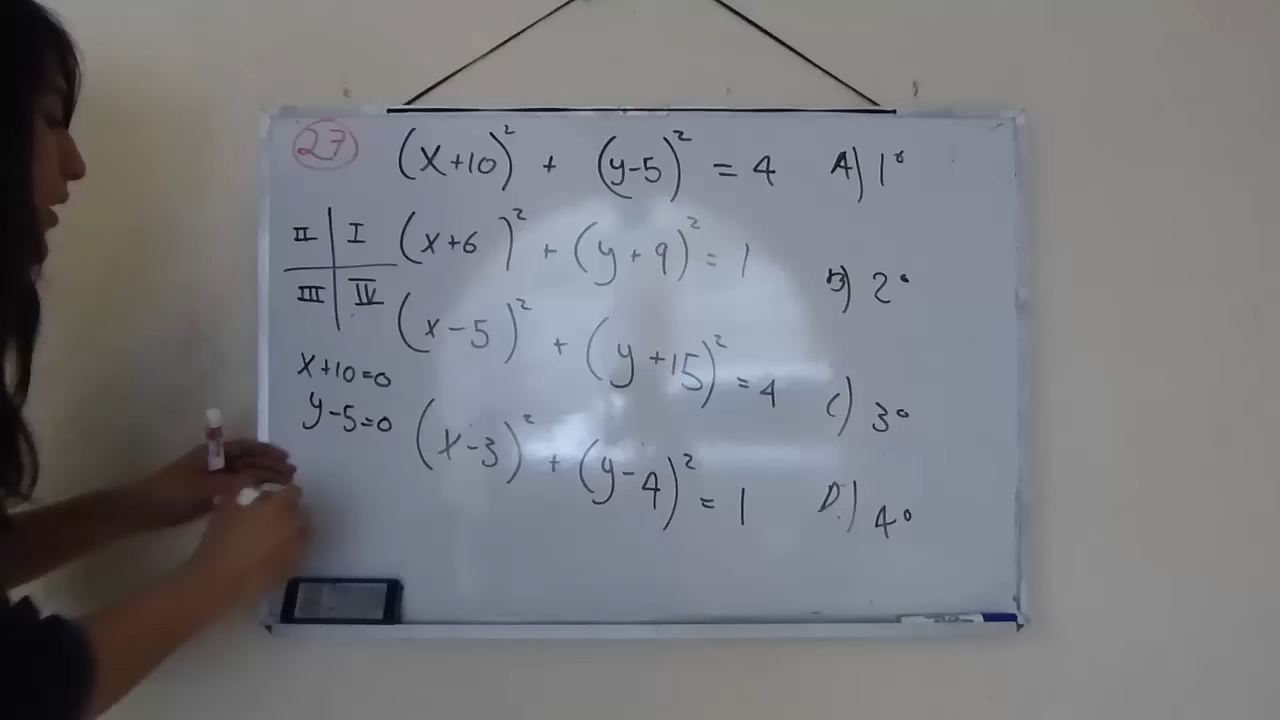 27 (x+10)² + (y-5)² = 4 A) 1°
II I (x+6)² + (y+9)² = 1
III IV B) 2°
(x-5)² + (y+15)² = 4
x+10=0 C) 3°
y-5=0
(x-3)² + (y-4)² = 1 D.) 4°